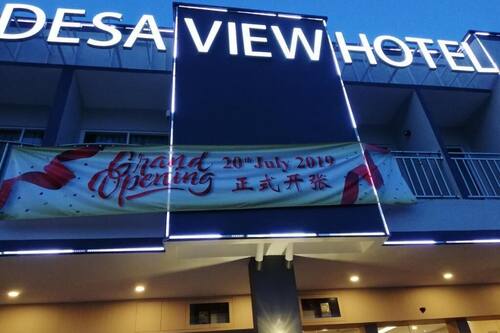 DESA VIEW HOTEL
Grand Opening
20th July 2019
正式开张